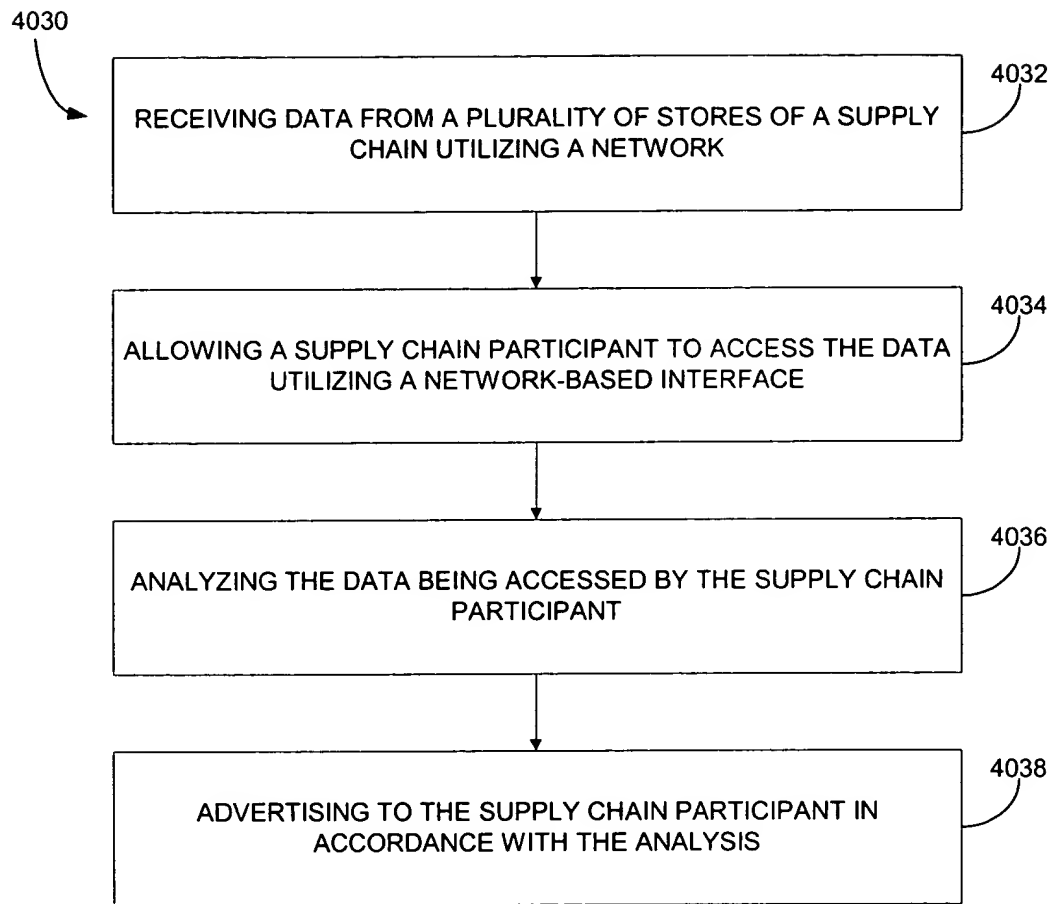 4030
4032
RECEIVING DATA FROM A PLURALITY OF STORES OF A SUPPLY
CHAIN UTILIZING A NETWORK
4034
ALLOWING A SUPPLY CHAIN PARTICIPANT TO ACCESS THE DATA
UTILIZING A NETWORK-BASED INTERFACE
4036
ANALYZING THE DATA BEING ACCESSED BY THE SUPPLY CHAIN
PARTICIPANT
4038
ADVERTISING TO THE SUPPLY CHAIN PARTICIPANT IN
ACCORDANCE WITH THE ANALYSIS